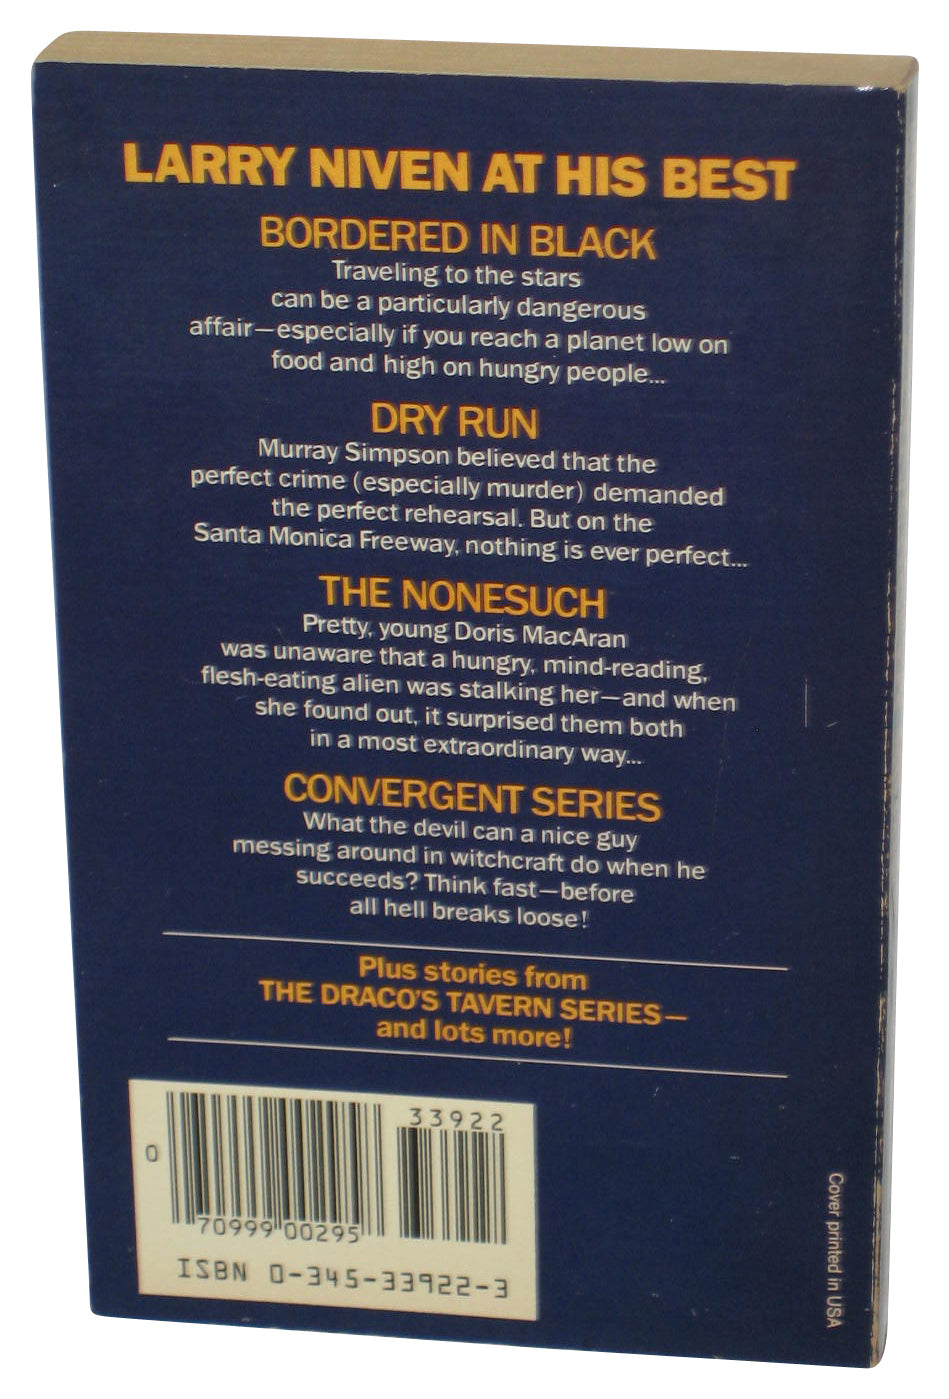 LARRY NIVEN AT HIS BEST
BORDERED IN BLACK
Traveling to the stars
can be a particularly dangerous
affair—especially if you reach a planet low on
food and high on hungry people...
DRY RUN
Murray Simpson believed that the
perfect crime (especially murder) demanded
the perfect rehearsal. But on the
Santa Monica Freeway, nothing is ever perfect...
THE NONESUCH
Pretty, young Doris MacAran
was unaware that a hungry, mind-reading,
flesh-eating alien was stalking her—and when
she found out, it surprised them both
in a most extraordinary way...
CONVERGENT SERIES
What the devil can a nice guy
messing around in witchcraft do when he
succeeds? Think fast—before
all hell breaks loose!
Plus stories from
THE DRACO'S TAVERN SERIES—
and lots more!
33922
0
70999 00295
ISBN 0-345-33922-3
Cover printed in USA